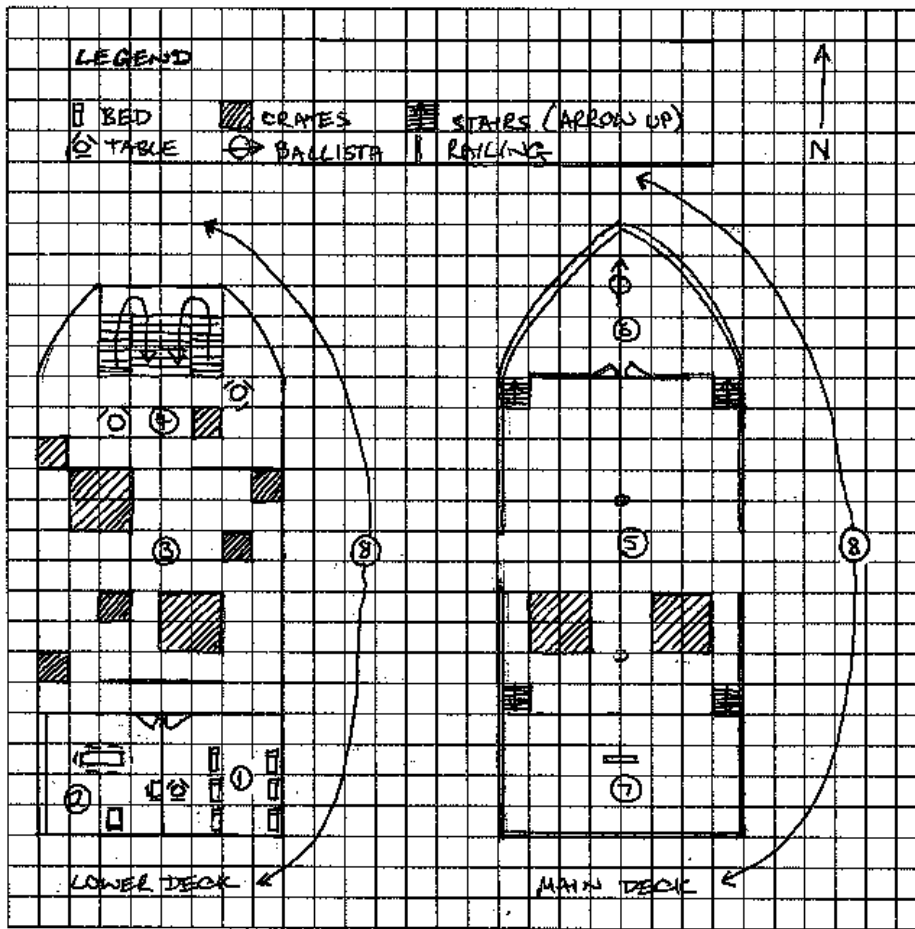 LEGEND
BED CRATES STAIRS (ARROW UP)
TABLE BALLISTA RAILING
N
6
4
3 8 5 8
1
2 7
LOWER DECK MAIN DECK